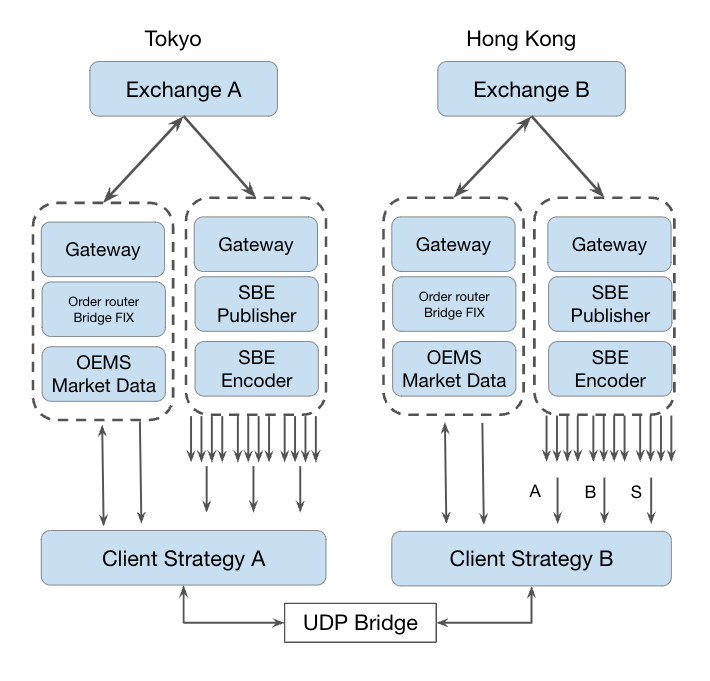 Tokyo
Hong Kong
Exchange A
Exchange B
Gateway
Order router
Bridge FIX
OEMS
Market Data
Gateway
SBE
Publisher
SBE
Encoder
Gateway
Order router
Bridge FIX
OEMS
Market Data
Gateway
SBE
Publisher
SBE
Encoder
A
B
S
Client Strategy A
Client Strategy B
UDP Bridge